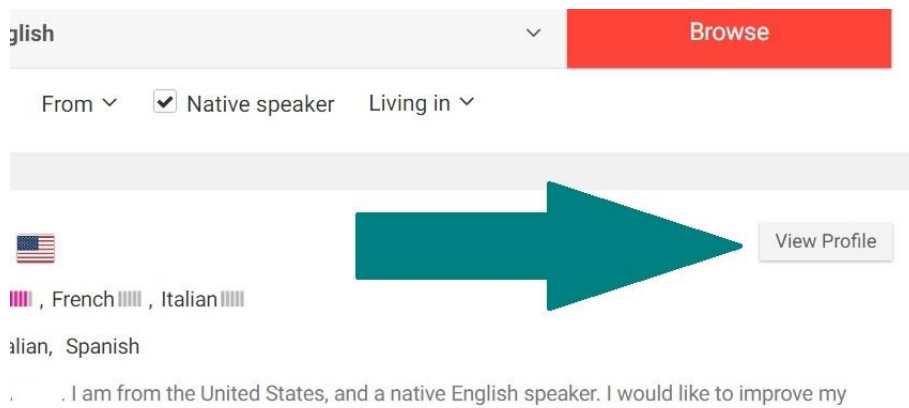 glish
Browse
From Native speaker Living in
View Profile
, French , Italian
alian, Spanish
. I am from the United States, and a native English speaker. I would like to improve my